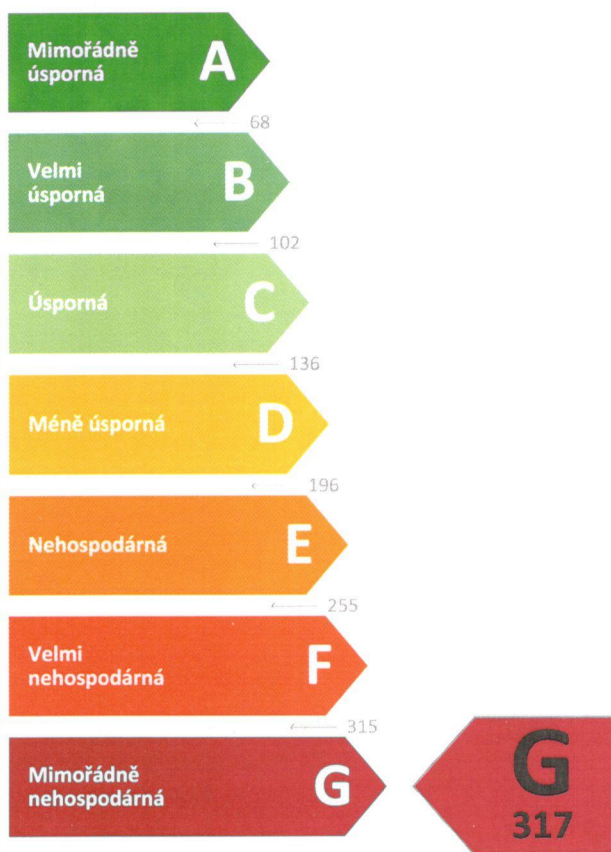 Mimořádně
úsporná
A
← 68
Velmi
úsporná
B
← 102
Úsporná
C
← 136
Méně úsporná
D
← 196
Nehospodárná
E
← 255
Velmi
nehospodárná
F
← 315
Mimořádně
nehospodárná
G
G
317